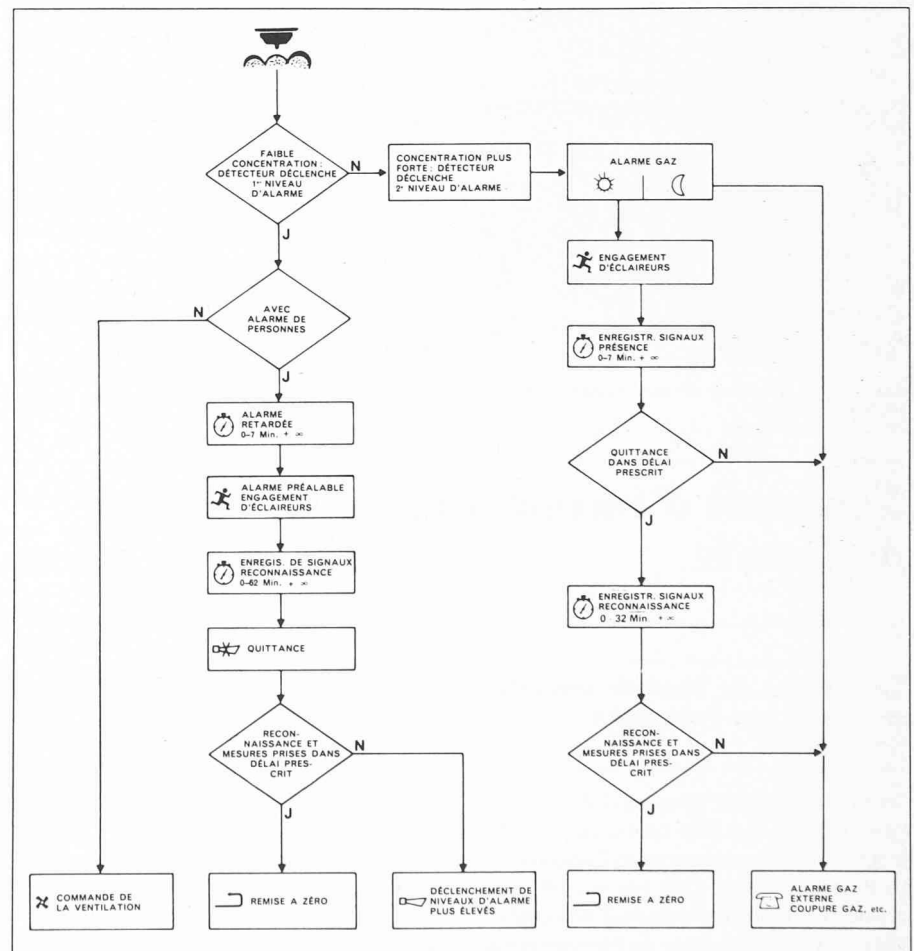 FAIBLE
CONCENTRATION :
DÉTECTEUR DÉCLENCHE
1er NIVEAU
D'ALARME
N
J
CONCENTRATION PLUS
FORTE : DÉTECTEUR
DÉCLENCHE
2e NIVEAU D'ALARME
ALARME GAZ
ENGAGEMENT
D'ÉCLAIREURS
N
AVEC
ALARME DE
PERSONNES
J
ENREGISTR. SIGNAUX
PRÉSENCE
0–7 Min. + ∞
ALARME
RETARDÉE
0–7 Min. + ∞
QUITTANCE
DANS DÉLAI
PRESCRIT
N
J
ALARME PRÉALABLE
ENGAGEMENT
D'ÉCLAIREURS
ENREGIS. DE SIGNAUX
RECONNAISSANCE
0–62 Min. + ∞
ENREGISTR. SIGNAUX
RECONNAISSANCE
0 - 32 Min. + ∞
QUITTANCE
RECON-
NAISSANCE ET
MESURES PRISES DANS
DÉLAI PRES-
CRIT
N
J
RECON-
NAISSANCE ET
MESURES PRISES DANS
DÉLAI PRES-
CRIT
N
J
COMMANDE DE
LA VENTILATION
REMISE A ZÉRO
DÉCLENCHEMENT DE
NIVEAUX D'ALARME
PLUS ÉLEVÉS
REMISE A ZÉRO
ALARME GAZ
EXTERNE
COUPURE GAZ, etc.